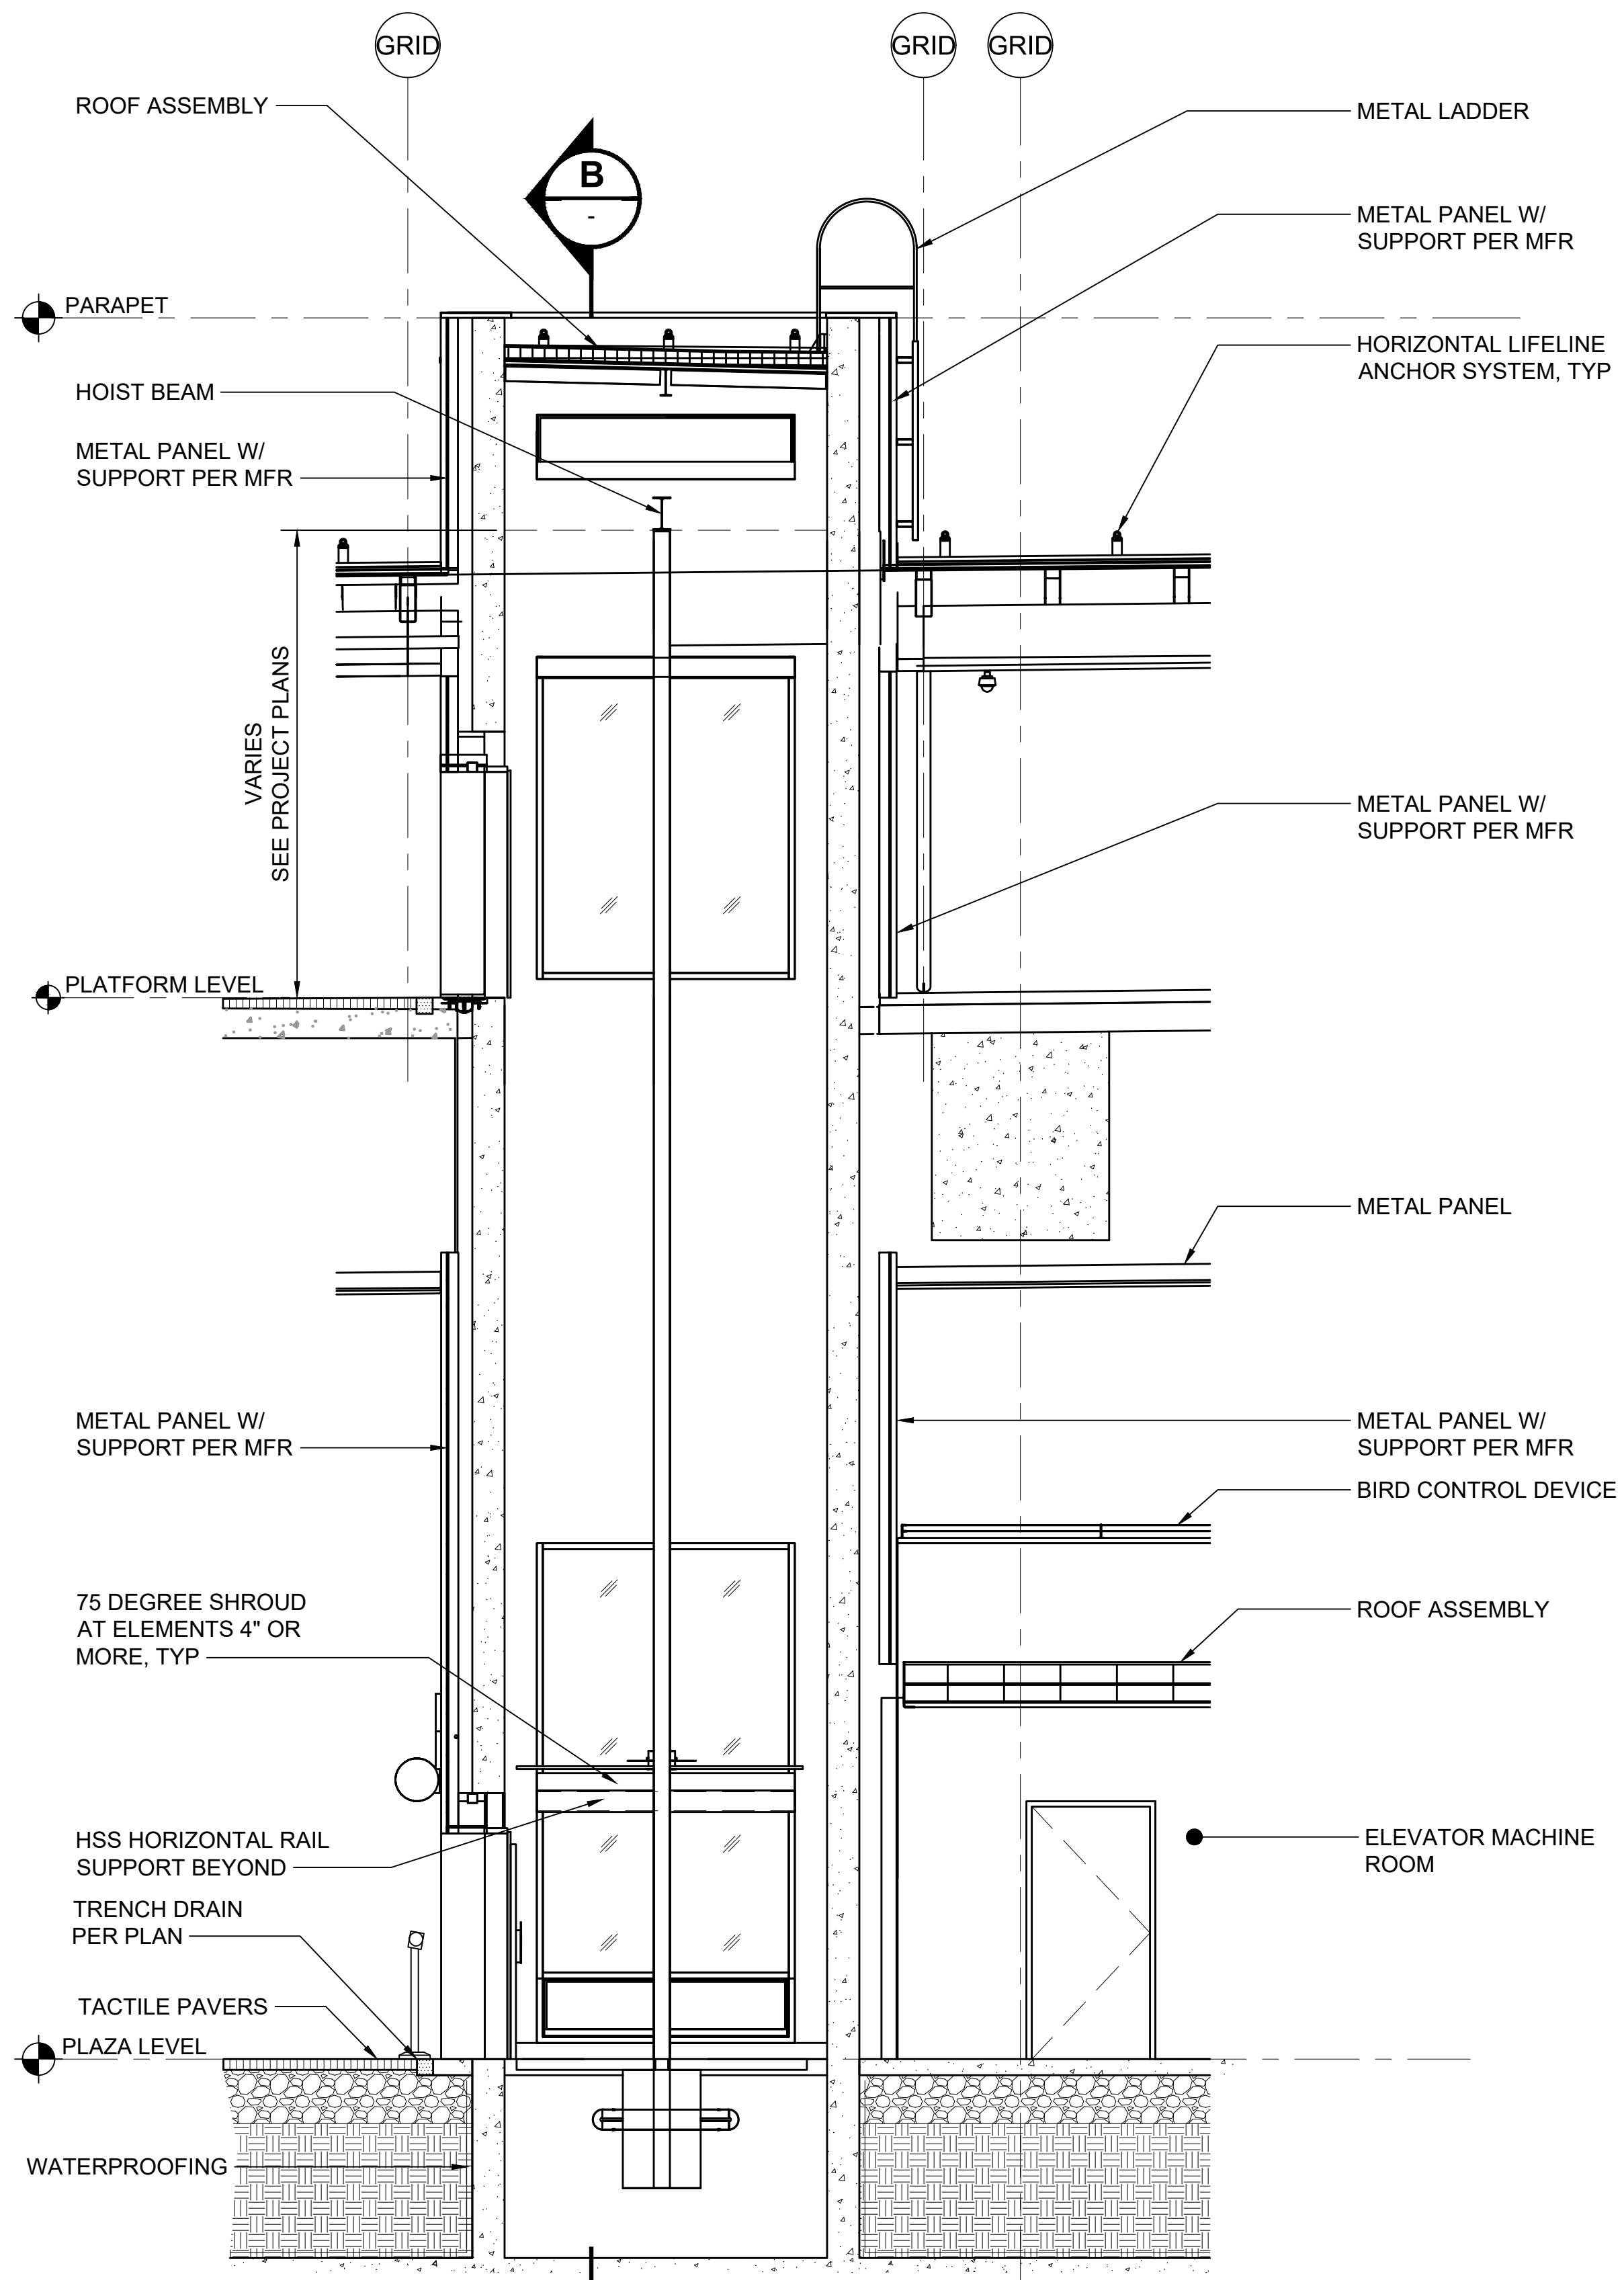 GRID
GRID
GRID
ROOF ASSEMBLY
METAL LADDER
B
-
METAL PANEL W/
SUPPORT PER MFR
PARAPET
HORIZONTAL LIFELINE
ANCHOR SYSTEM, TYP
HOIST BEAM
METAL PANEL W/
SUPPORT PER MFR
VARIES
SEE PROJECT PLANS
METAL PANEL W/
SUPPORT PER MFR
PLATFORM LEVEL
METAL PANEL
METAL PANEL W/
SUPPORT PER MFR
METAL PANEL W/
SUPPORT PER MFR
BIRD CONTROL DEVICE
75 DEGREE SHROUD
AT ELEMENTS 4" OR
MORE, TYP
ROOF ASSEMBLY
HSS HORIZONTAL RAIL
SUPPORT BEYOND
ELEVATOR MACHINE
ROOM
TRENCH DRAIN
PER PLAN
TACTILE PAVERS
PLAZA LEVEL
WATERPROOFING